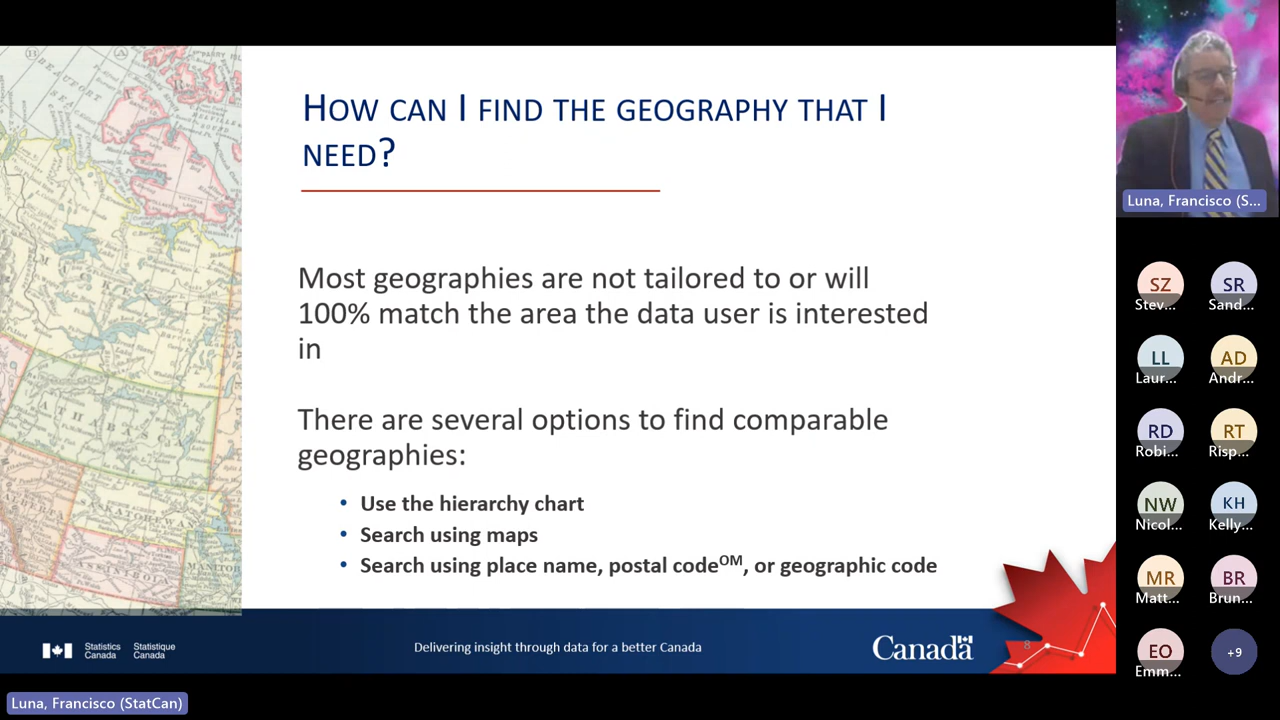 HOW CAN I FIND THE GEOGRAPHY THAT I
NEED?
Most geographies are not tailored to or will
100% match the area the data user is interested
in
There are several options to find comparable
geographies:
• Use the hierarchy chart
• Search using maps
• Search using place name, postal codeOM, or geographic code
Statistics Canada
Statistique Canada
Delivering insight through data for a better Canada
Canada
8
Luna, Francisco (S...
SZ
Stev...
SR
Sand...
LL
Laur...
AD
Andr...
RD
Robi...
RT
Risp...
NW
Nicol...
KH
Kelly...
MR
Matt...
BR
Brun...
EO
Emm...
+9
Luna, Francisco (StatCan)